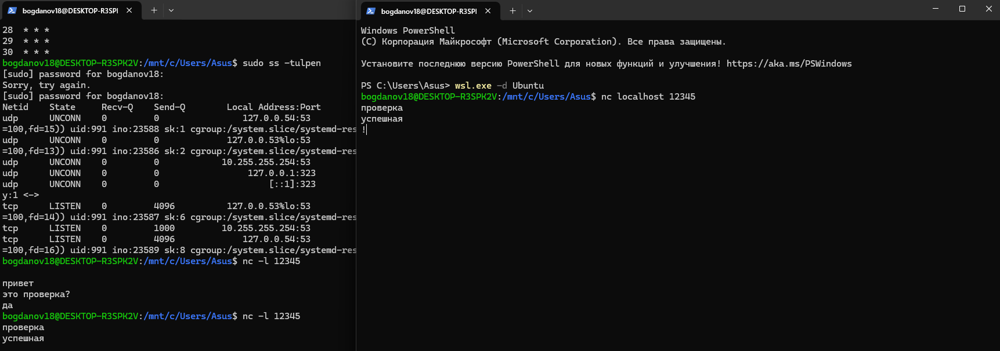 bogdanov18@DESKTOP-R3SPI
28  * * *
29  * * *
30  * * *
bogdanov18@DESKTOP-R3SPK2V:/mnt/c/Users/Asus$ sudo ss -tulpen
[sudo] password for bogdanov18:
Sorry, try again.
[sudo] password for bogdanov18:
Netid    State     Recv-Q    Send-Q        Local Address:Port
udp      UNCONN    0         0                127.0.0.54:53
=100,fd=15)) uid:991 ino:23588 sk:1 cgroup:/system.slice/systemd-res
udp      UNCONN    0         0             127.0.0.53%lo:53
=100,fd=13)) uid:991 ino:23586 sk:2 cgroup:/system.slice/systemd-res
udp      UNCONN    0         0            10.255.255.254:53
udp      UNCONN    0         0                 127.0.0.1:323
udp      UNCONN    0         0                     [::1]:323
y:1 <->
tcp      LISTEN    0         4096          127.0.0.53%lo:53
=100,fd=14)) uid:991 ino:23587 sk:6 cgroup:/system.slice/systemd-res
tcp      LISTEN    0         1000         10.255.255.254:53
tcp      LISTEN    0         4096             127.0.0.54:53
=100,fd=16)) uid:991 ino:23589 sk:8 cgroup:/system.slice/systemd-res
bogdanov18@DESKTOP-R3SPK2V:/mnt/c/Users/Asus$ nc -l 12345
привет
это проверка?
да
bogdanov18@DESKTOP-R3SPK2V:/mnt/c/Users/Asus$ nc -l 12345
проверка
успешная
bogdanov18@DESKTOP-R3SPI
Windows PowerShell
(C) Корпорация Майкрософт (Microsoft Corporation). Все права защищены.
Установите последнюю версию PowerShell для новых функций и улучшения! https://aka.ms/PSWindows
PS C:\Users\Asus> wsl.exe -d Ubuntu
bogdanov18@DESKTOP-R3SPK2V:/mnt/c/Users/Asus$ nc localhost 12345
проверка
успешная
!